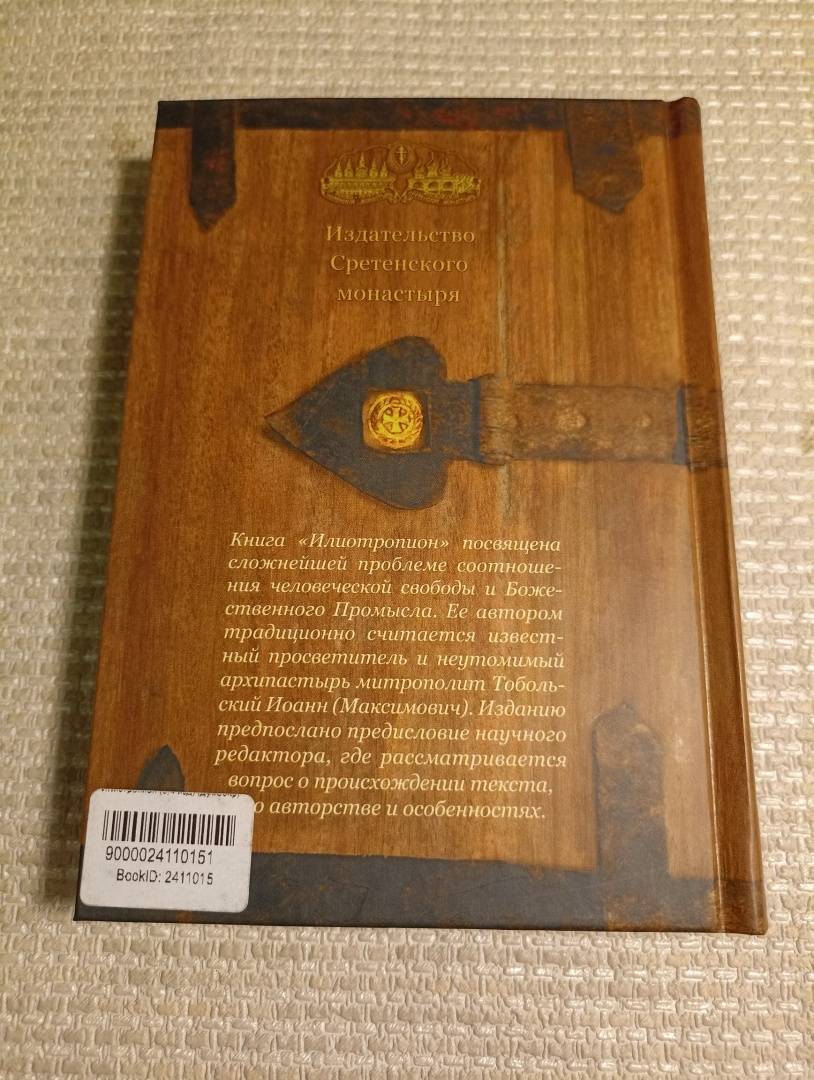 Издательство
Сретенского
монастыря
Книга «Илиотропион» посвящена
сложнейшей проблеме соотноше-
ния человеческой свободы и Боже-
ственного Промысла. Ее автором
традиционно считается извест-
ный просветитель и неутомимый
архипастырь митрополит Тоболь-
ский Иоанн (Максимович). Изданию
предпослано предисловие научного
редактора, где рассматривается
вопрос о происхождении текста,
о авторстве и особенностях.
9000024110151
BookID: 2411015